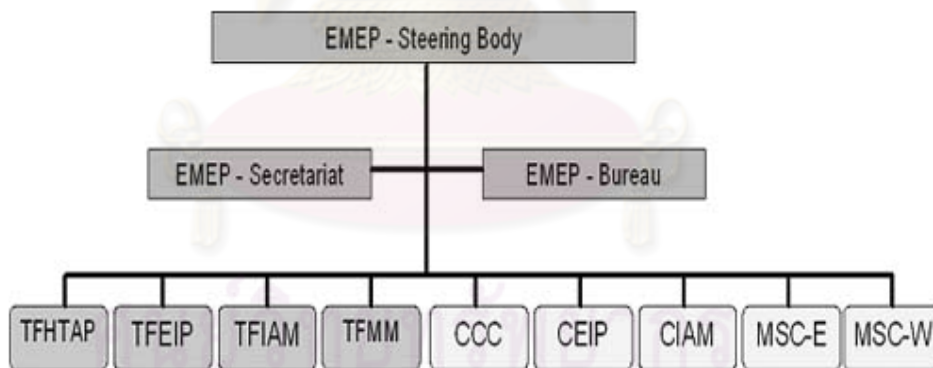 EMEP - Steering Body
EMEP - Secretariat
EMEP - Bureau
TFHTAP
TFEIP
TFIAM
TFMM
CCC
CEIP
CIAM
MSC-E
MSC-W